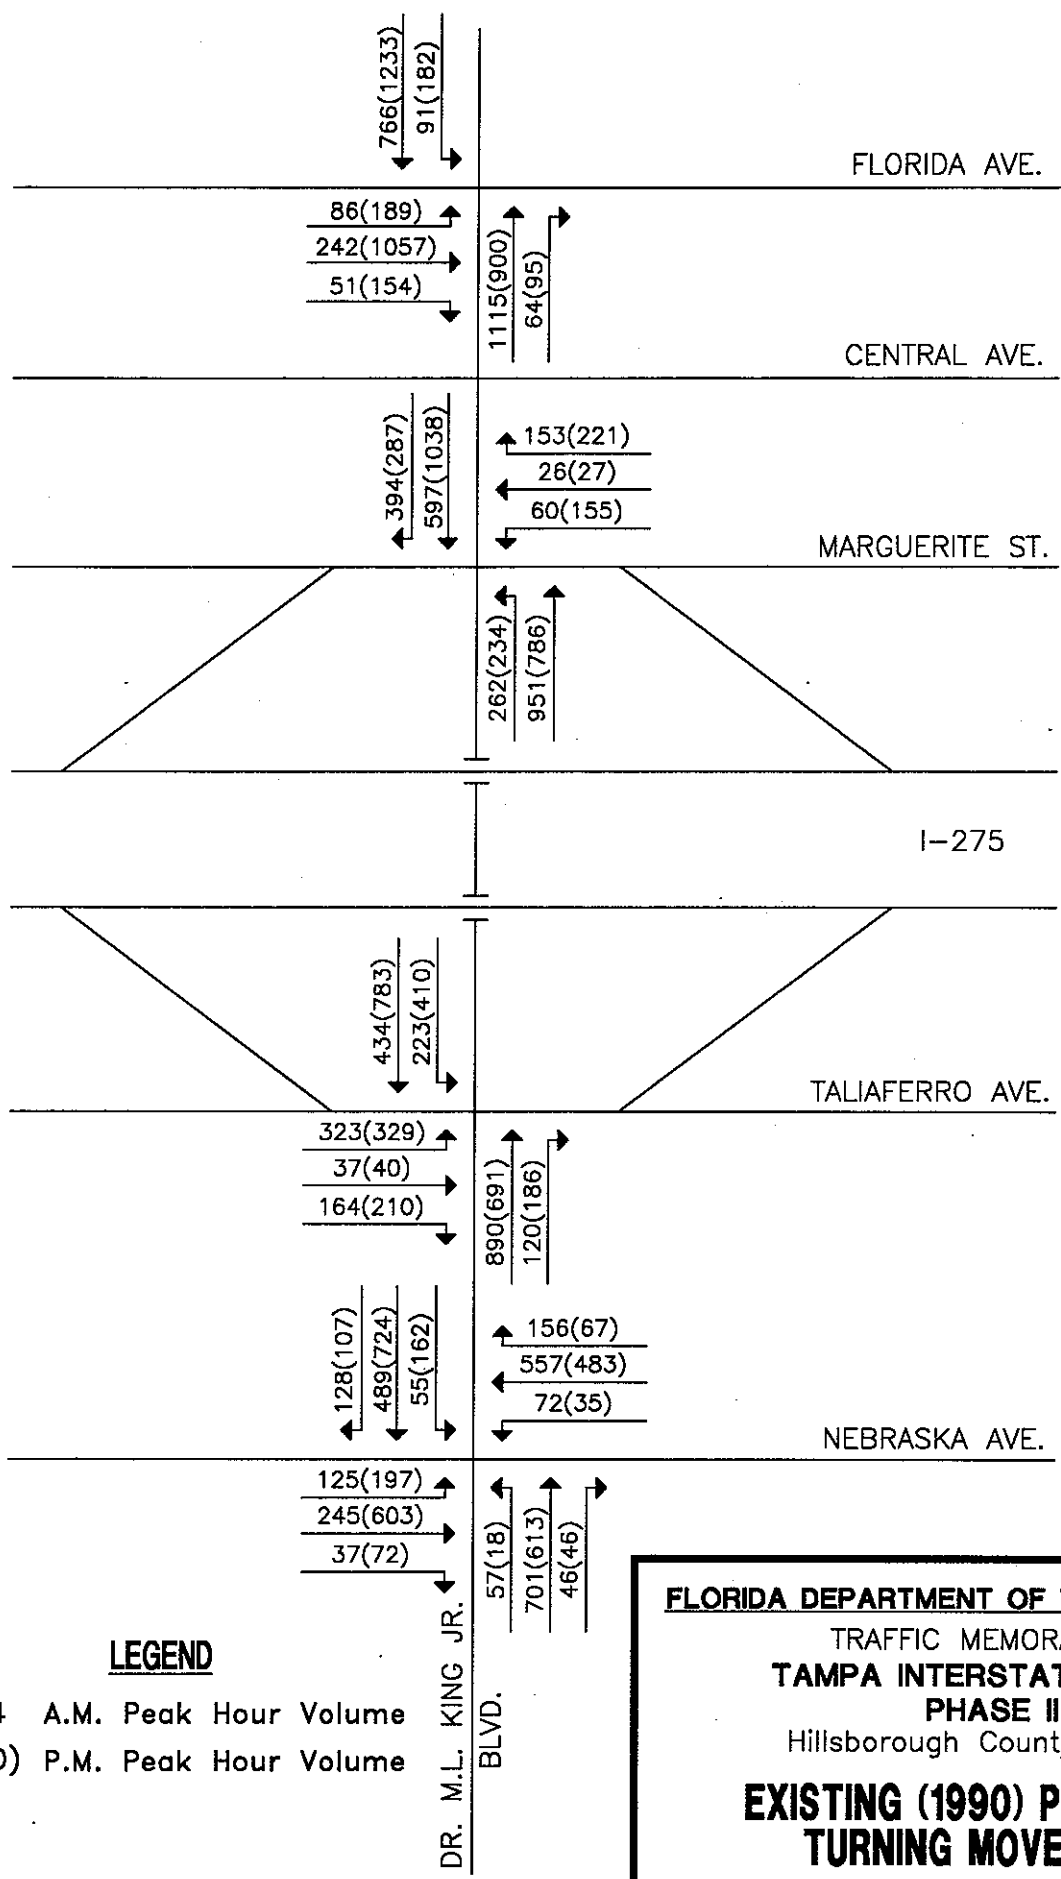 766(1233)
91(182)
FLORIDA AVE.
86(189)
242(1057)
51(154)
1115(900)
64(95)
CENTRAL AVE.
394(287)
597(1038)
153(221)
26(27)
60(155)
MARGUERITE ST.
262(234)
951(786)
I-275
434(783)
223(410)
TALIAFERRO AVE.
323(329)
37(40)
164(210)
890(691)
120(186)
128(107)
489(724)
55(162)
156(67)
557(483)
72(35)
NEBRASKA AVE.
125(197)
245(603)
37(72)
57(18)
701(613)
46(46)
DR. M.L. KING JR.
BLVD.
LEGEND
A.M. Peak Hour Volume
P.M. Peak Hour Volume
FLORIDA DEPARTMENT OF
TRAFFIC
TAMPA
PHASE II
Hillsborough
EXISTING (1990)
TURNING